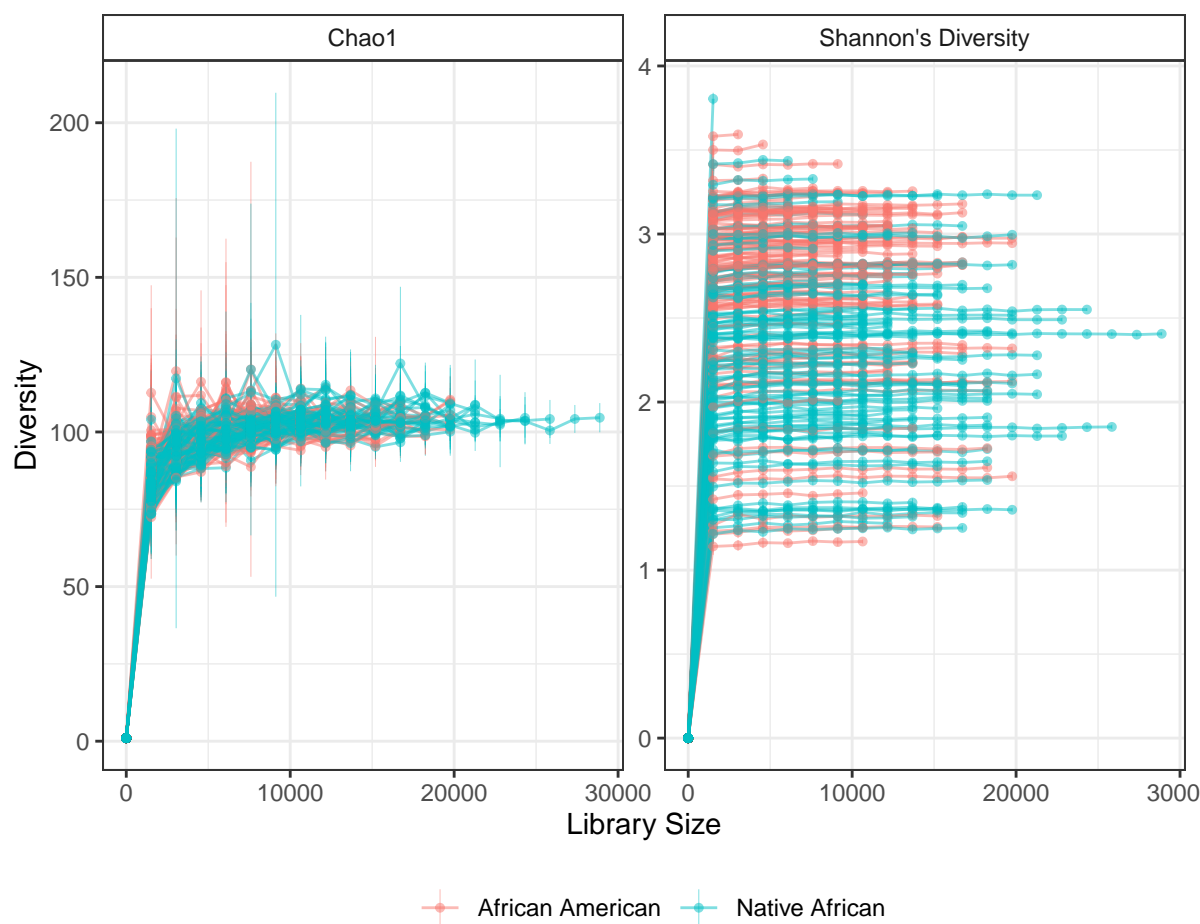 Chao1
Shannon's Diversity
Diversity
200
150
100
50
0
4
3
2
1
0
0 10000 20000 30000
0 10000 20000 3000
Library Size
African American Native African